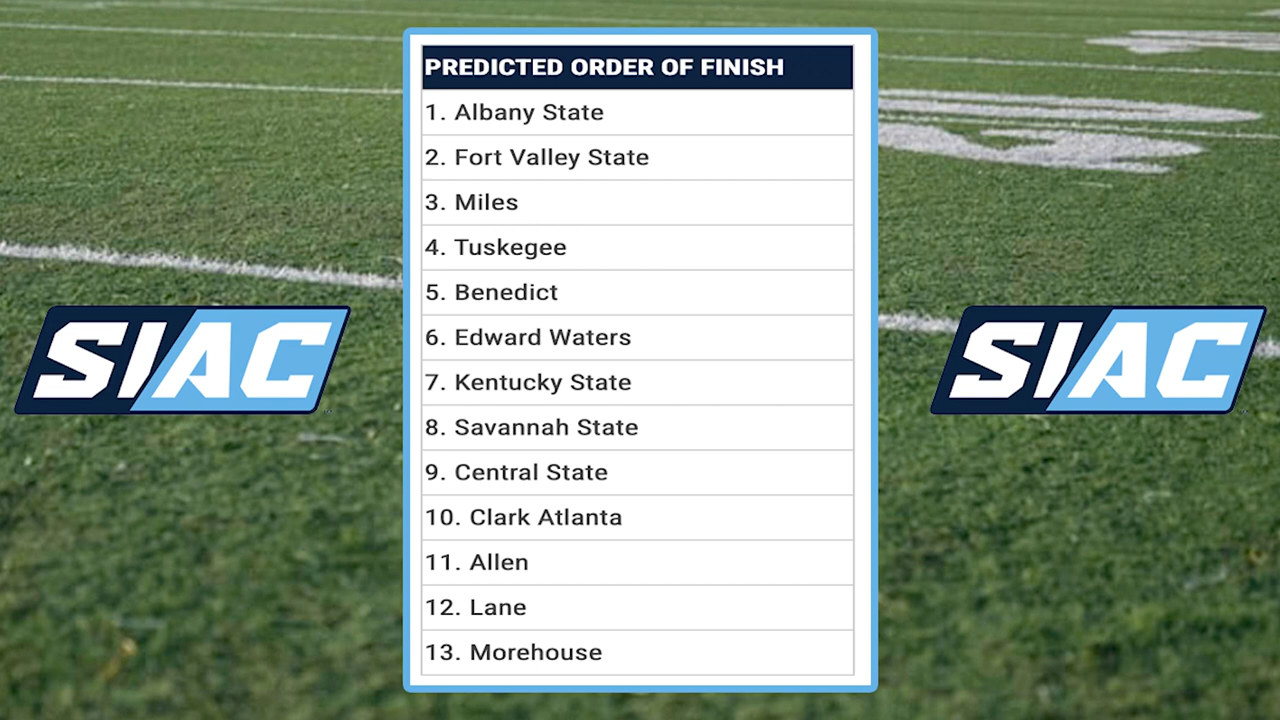 PREDICTED ORDER OF FINISH
1. Albany State
2. Fort Valley State
3. Miles
4. Tuskegee
5. Benedict
6. Edward Waters
7. Kentucky State
8. Savannah State
9. Central State
10. Clark Atlanta
11. Allen
12. Lane
13. Morehouse
SIAC
SIAC